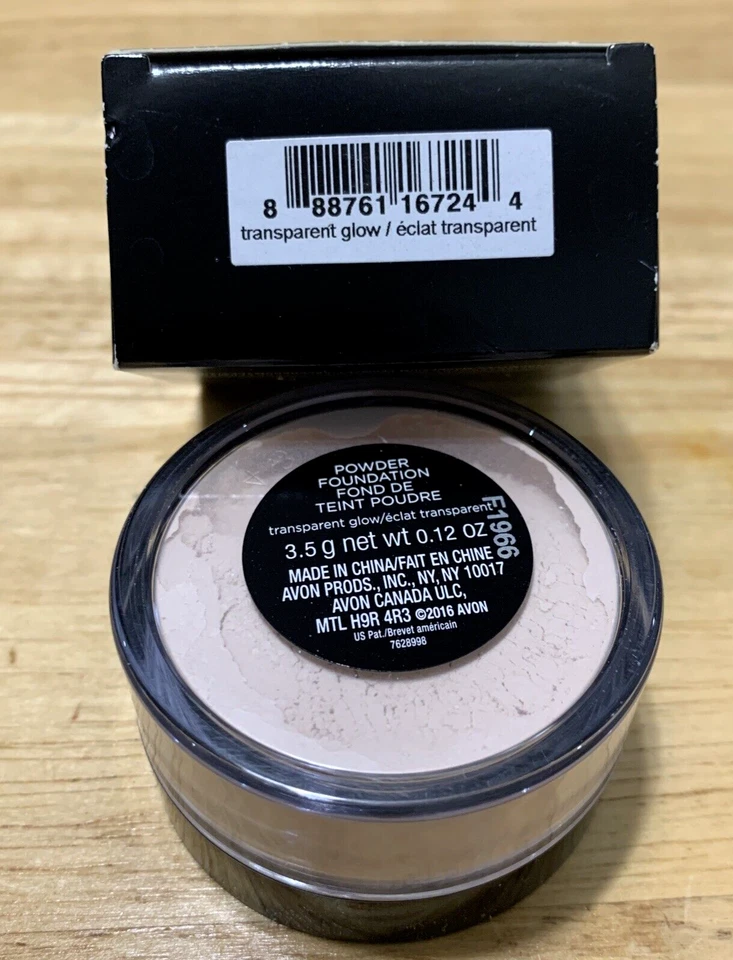 8 88761 16724 4
transparent glow / éclat transparent
POWDER
FOUNDATION
FOND DE
TEINT POUDRE
transparent glow/éclat transparent
3.5 g net wt 0.12 OZ
MADE IN CHINA/FAIT EN CHINE
AVON PRODS., INC., NY, NY 10017
AVON CANADA ULC,
MTL H9R 4R3 ©2016 AVON
US Pat./Brevet américain
7628998
F1966